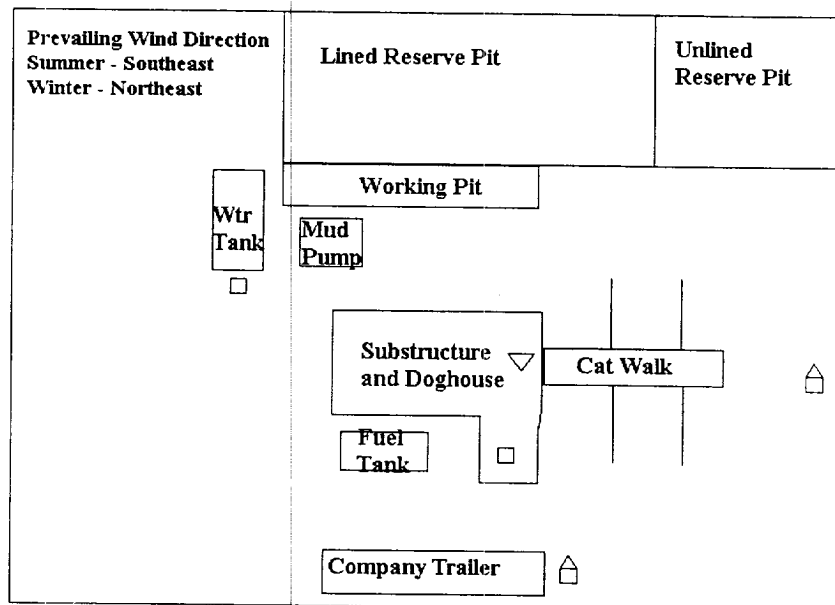 Prevailing Wind Direction
Summer - Southeast
Winter - Northeast
Lined Reserve Pit
Unlined
Reserve Pit
Working Pit
Wtr
Tank
Mud
Pump
Substructure
and Doghouse
Cat Walk
Fuel
Tank
Company Trailer